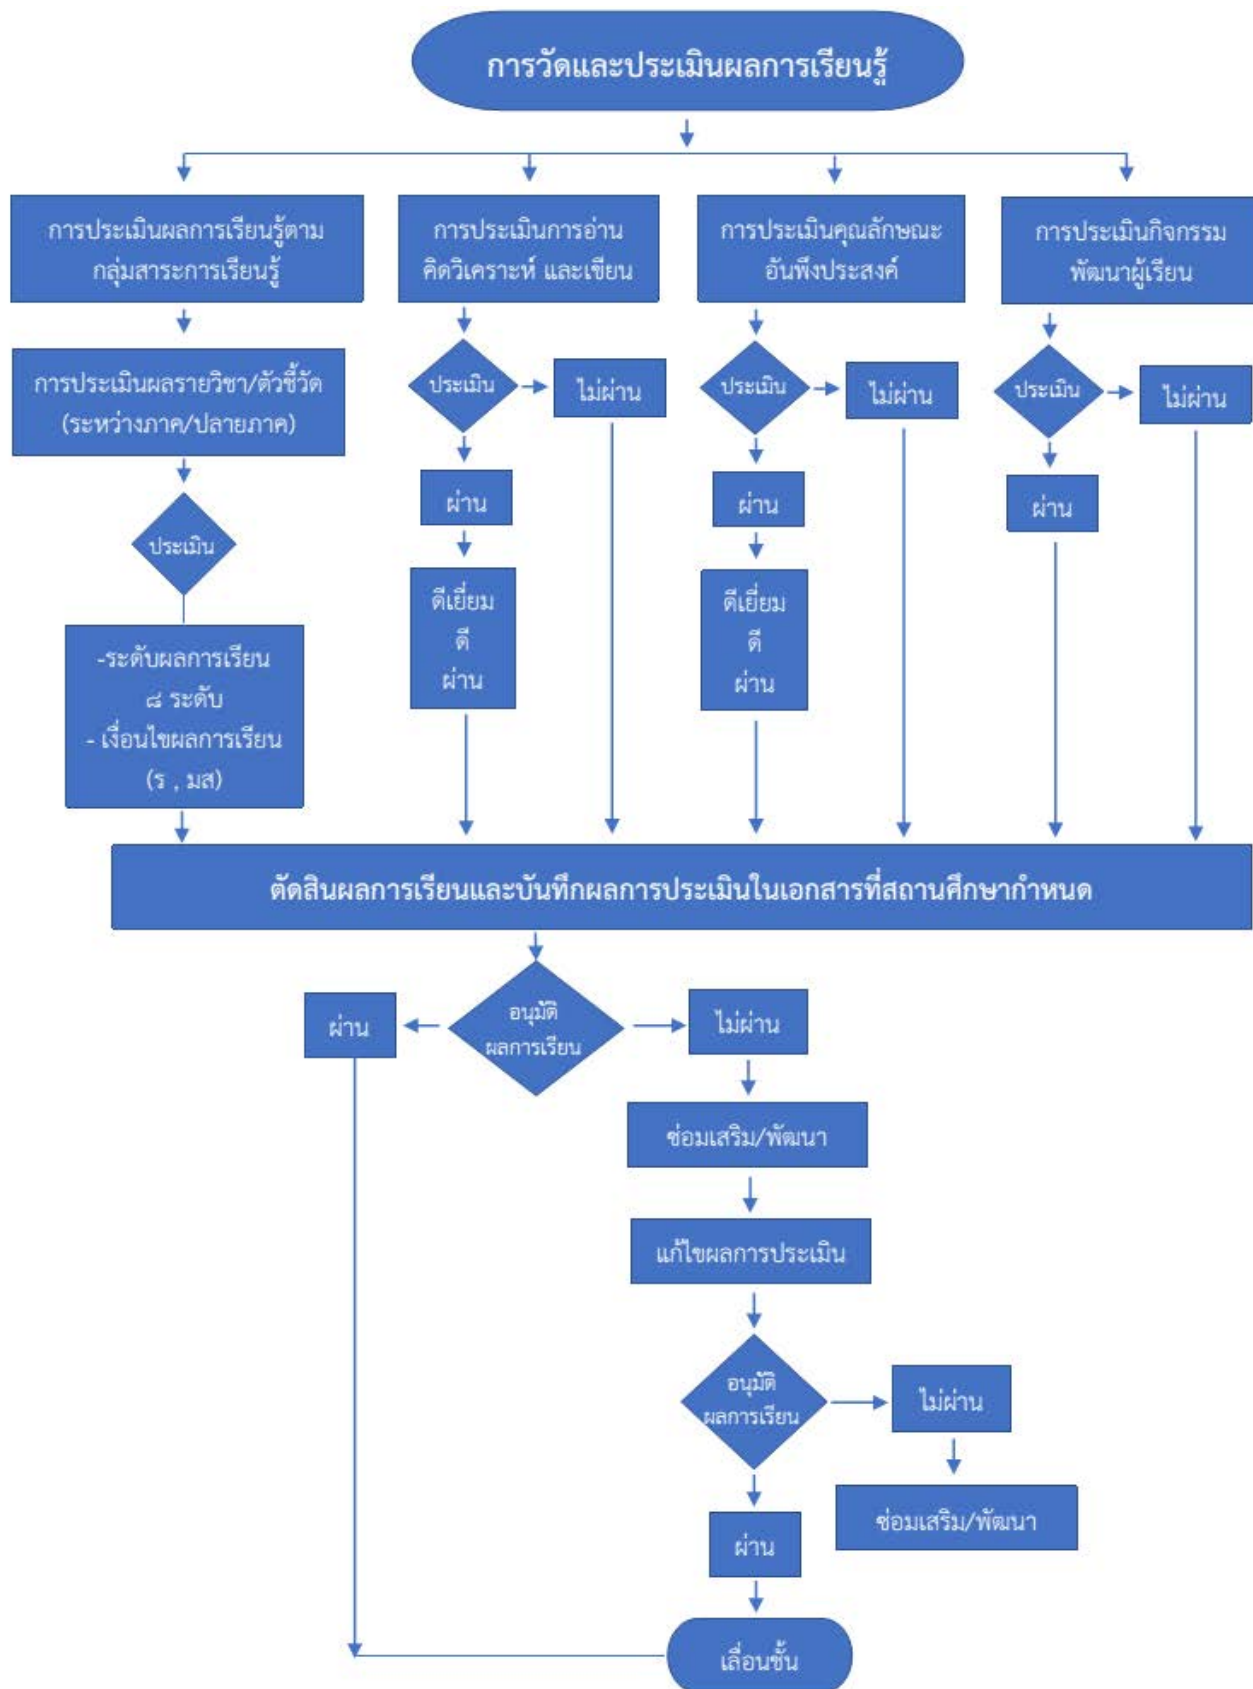 การวัดและประเมินผลการเรียนรู้
การประเมินผลการเรียนรู้ตาม
กลุ่มสาระการเรียนรู้
การประเมินการอ่าน
คิดวิเคราะห์ และเขียน
การประเมินคุณลักษณะ
อันพึงประสงค์
การประเมินกิจกรรม
พัฒนาผู้เรียน
การประเมินผลรายวิชา/ตัวชี้วัด
(ระหว่างภาค/ปลายภาค)
ประเมิน
ไม่ผ่าน
ประเมิน
ไม่ผ่าน
ประเมิน
ไม่ผ่าน
ผ่าน
ผ่าน
ผ่าน
ประเมิน
ดีเยี่ยม
ดี
ผ่าน
ดีเยี่ยม
ดี
ผ่าน
-ระดับผลการเรียน
๘ ระดับ
- เงื่อนไขผลการเรียน
(ร , มส)
ตัดสินผลการเรียนและบันทึกผลการประเมินในเอกสารที่สถานศึกษากำหนด
ผ่าน
อนุมัติ
ผลการเรียน
ไม่ผ่าน
ซ่อมเสริม/พัฒนา
แก้ไขผลการประเมิน
อนุมัติ
ผลการเรียน
ไม่ผ่าน
ซ่อมเสริม/พัฒนา
ผ่าน
เลื่อนชั้น